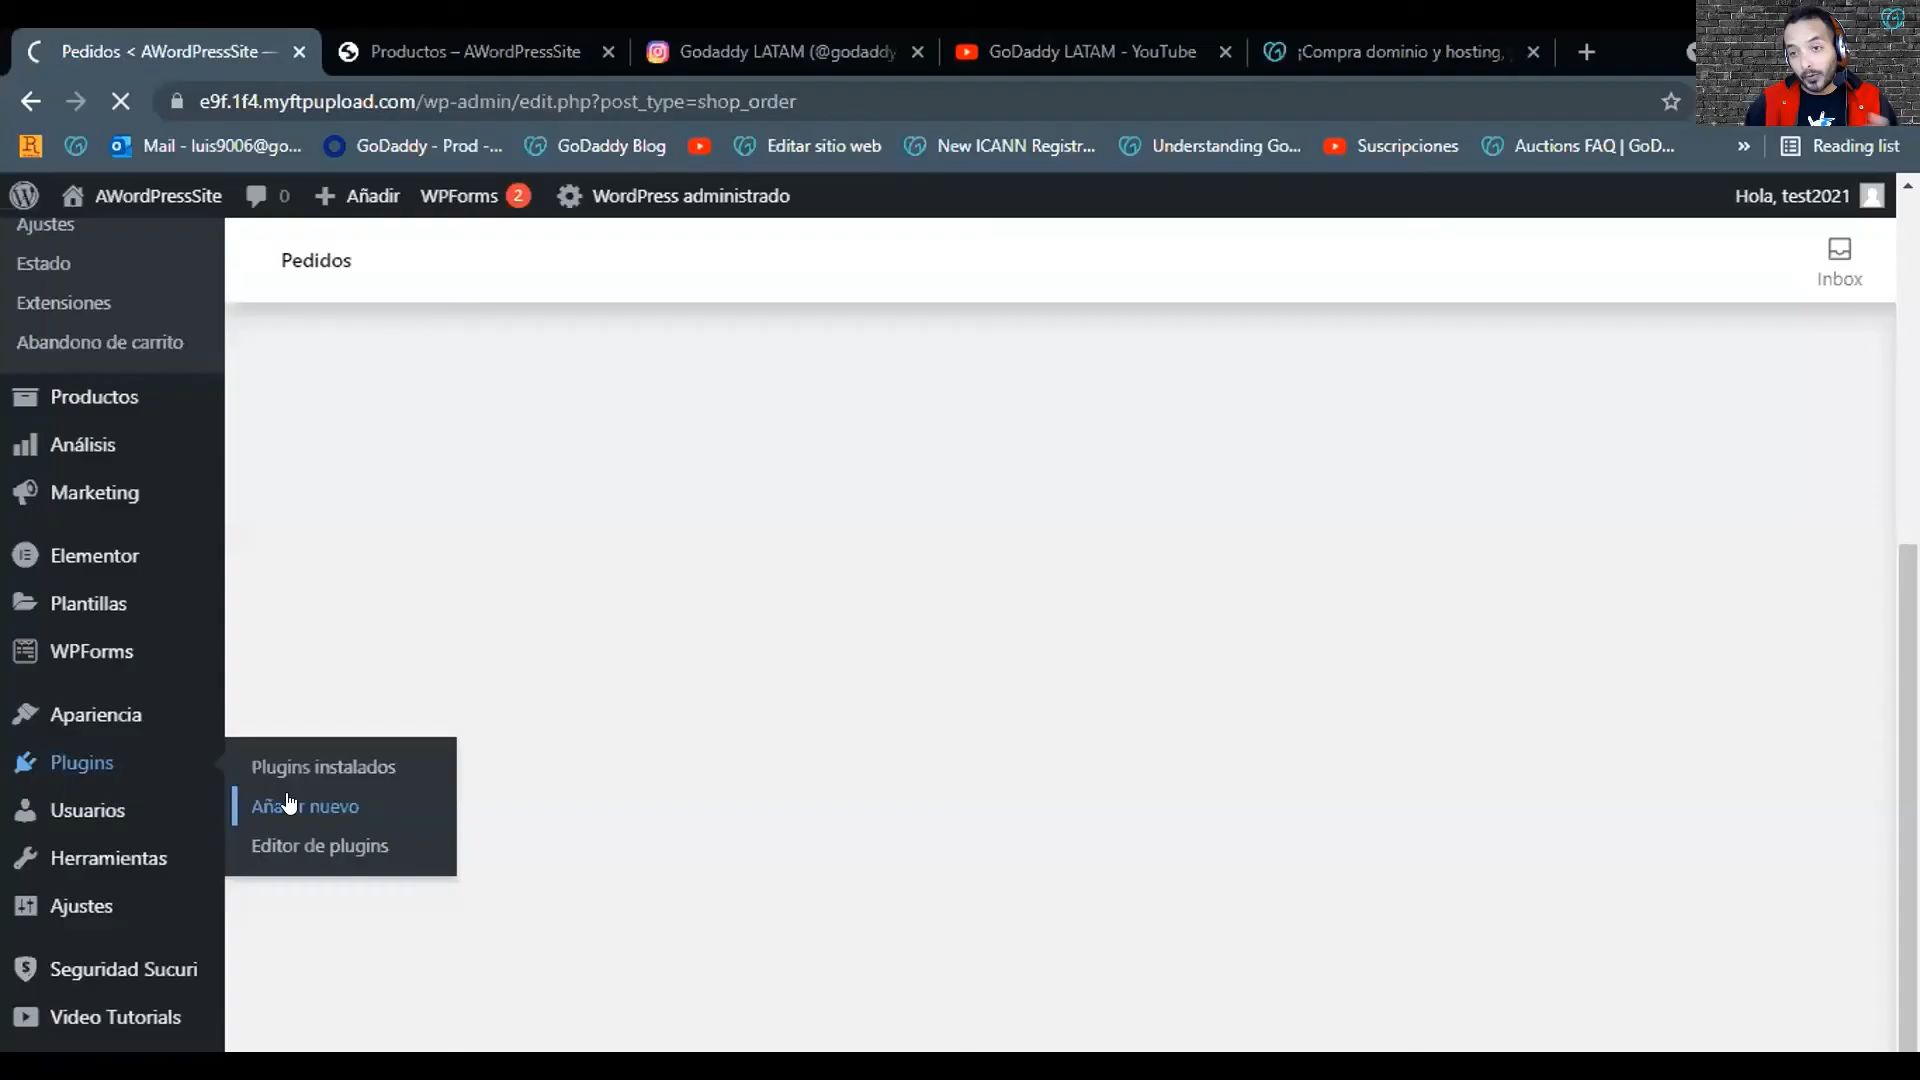 Pedidos < AWordPressSite —
Productos – AWordPressSite
Godaddy LATAM (@godaddy
GoDaddy LATAM - YouTube
¡Compra dominio y hosting,
e9f.1f4.myftpupload.com/wp-admin/edit.php?post_type=shop_order
Mail - luis9006@go...
GoDaddy - Prod -...
GoDaddy Blog
Editar sitio web
New ICANN Registr...
Understanding Go...
Suscripciones
Auctions FAQ | GoD...
»
Reading list
AWordPressSite
0
Añadir
WPForms 2
WordPress administrado
Hola, test2021
Ajustes
Estado
Extensiones
Abandono de carrito
Productos
Análisis
Marketing
Elementor
Plantillas
WPForms
Apariencia
Plugins
Usuarios
Herramientas
Ajustes
Seguridad Sucuri
Video Tutorials
Pedidos
Inbox
Plugins instalados
Añadir nuevo
Editor de plugins